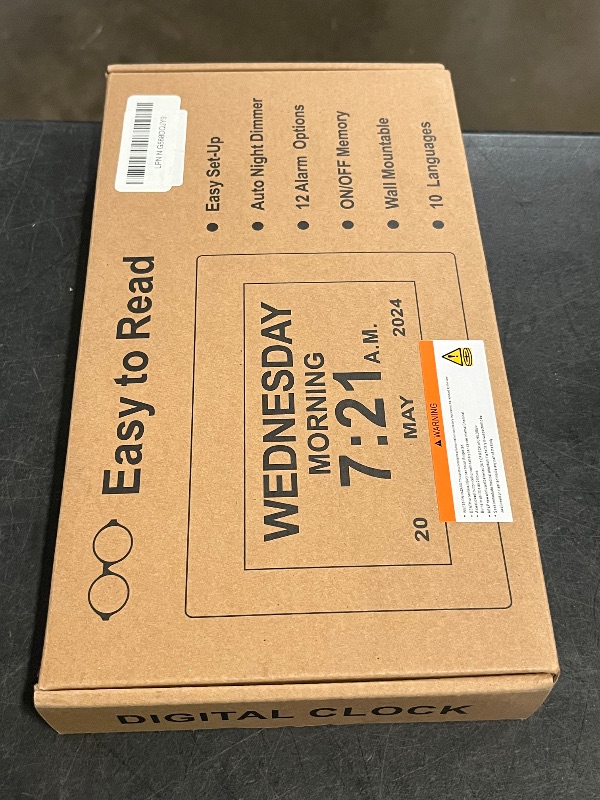 Easy to Read
Easy Set-Up
Auto Night Dimmer
12 Alarm Options
ON/OFF Memory
Wall Mountable
10 Languages
WEDNESDAY
MORNING
7:21 A.M.
20 MAY 2024
WARNING
DIGITAL CLOCK